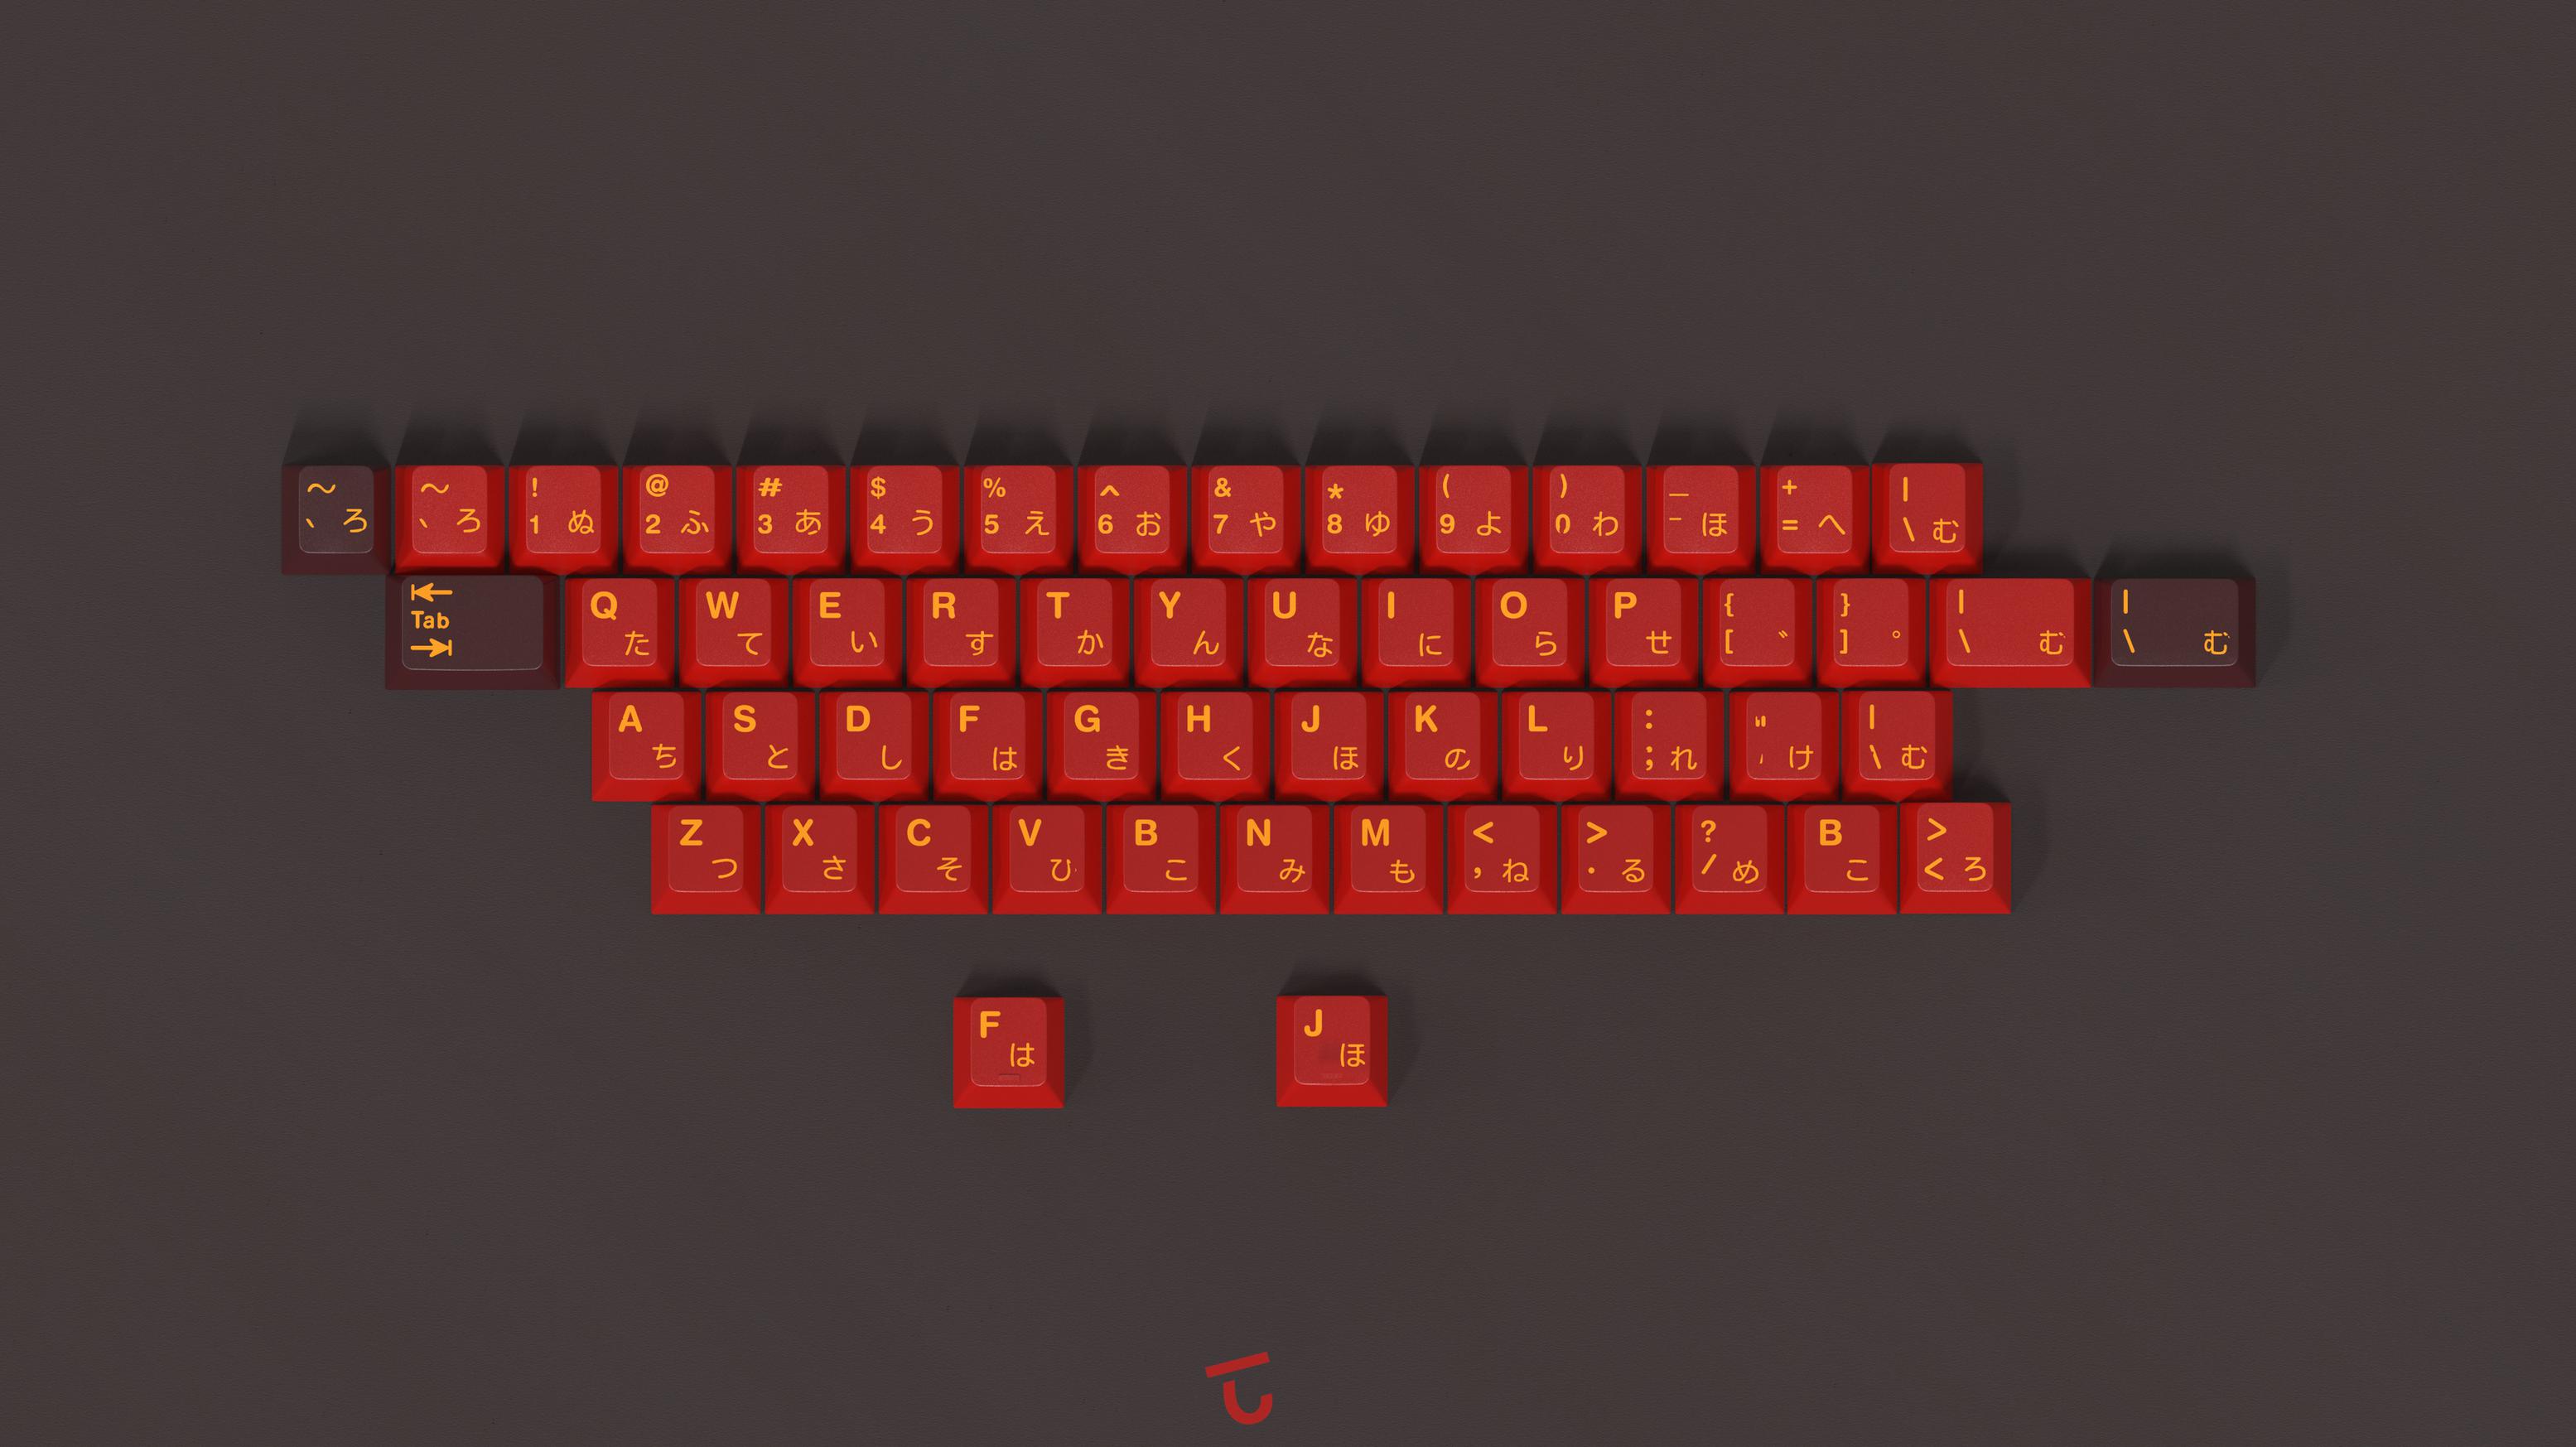 ~ ` ろ ~ ` ろ ! 1 ぬ @ 2 ふ # 3 あ $ 4 う % 5 え ^ 6 お & 7 や * 8 ゆ ( 9 よ ) 0 わ _ - ほ + = へ | \ む
Tab Q た W て E い R す T か Y ん U な I に O ら P せ { [ ゛ } ] ゜ | \ む | \ む
A ち S と D し F は G き H く J ほ K の L り : ; れ " ' け | \ む
Z つ X さ C そ V ひ B こ N み M も < , ね > . る ? / め B こ > < ろ
F は J ほ